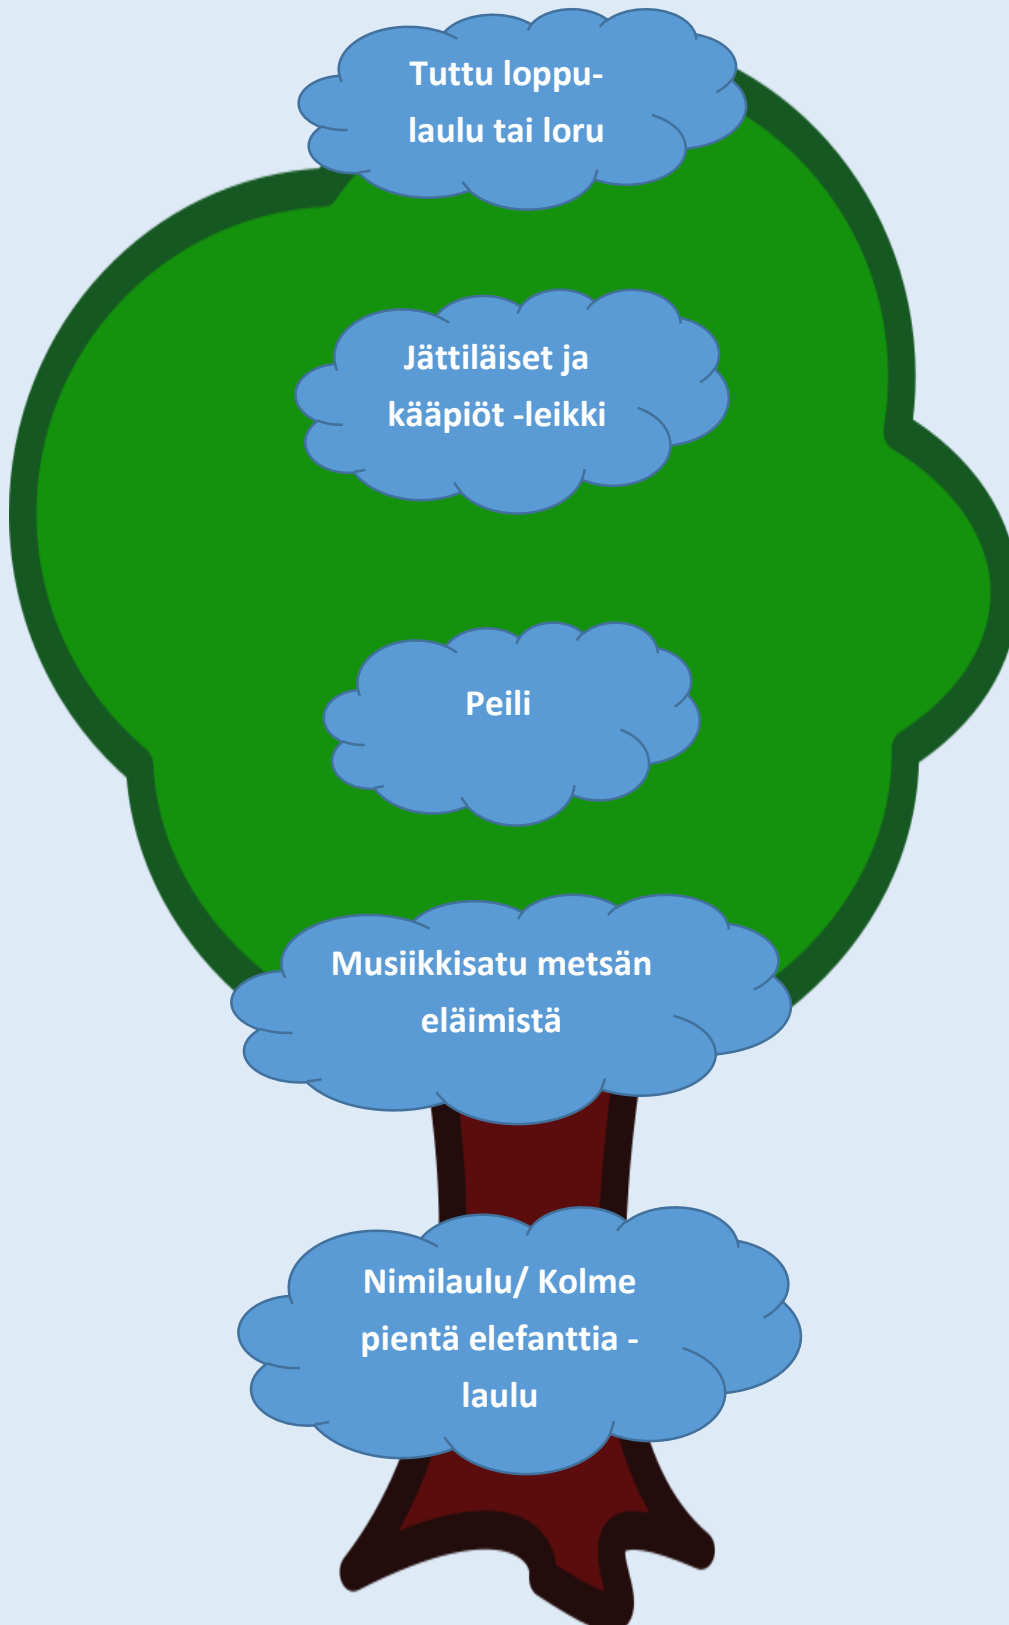 Tuttu loppu-
laulu tai loru
Jättiläiset ja
kääpiöt -leikki
Peili
Musiikkisatu metsän
eläimistä
Nimilaulu/ Kolme
pientä elefanttia -
laulu